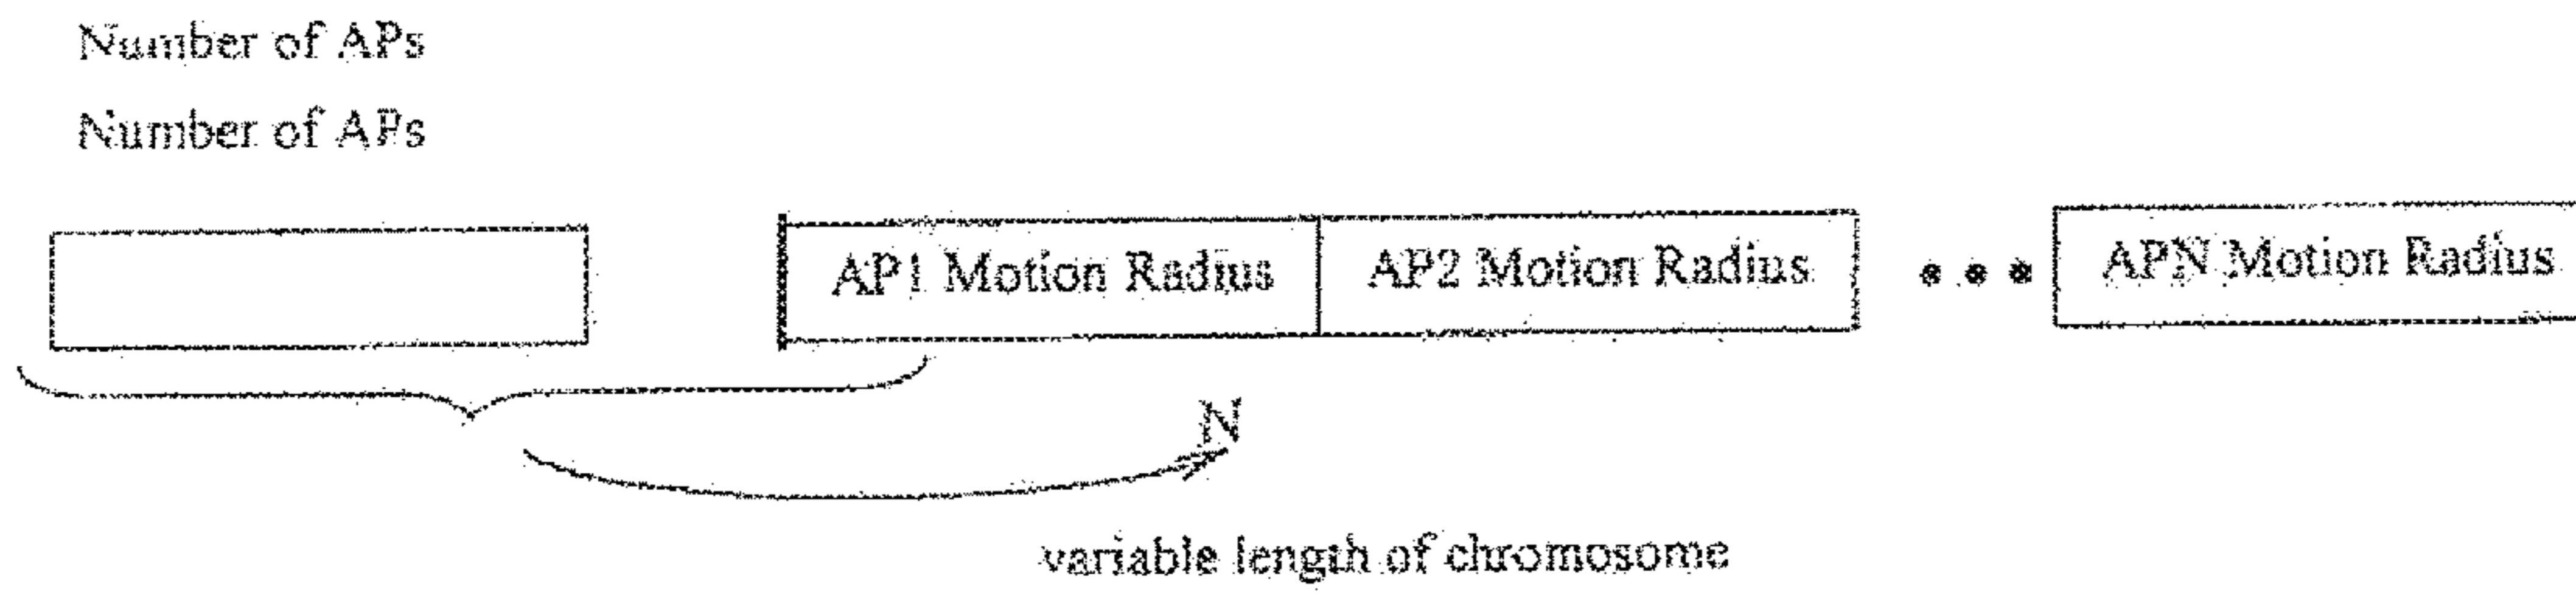 Number of APs
Number of APs
AP1 Motion Radius AP2 Motion Radius ••• APN Motion Radius
N
variable length of chromosome